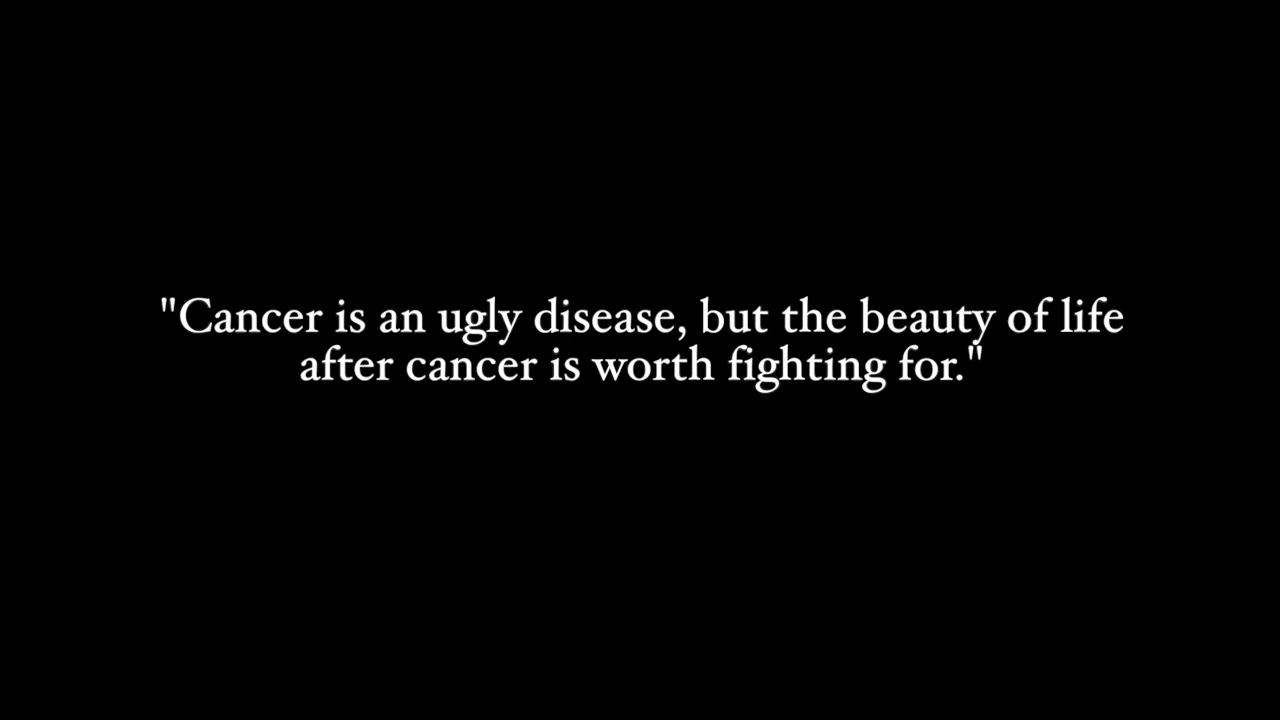 "Cancer is an ugly disease, but the beauty of life
after cancer is worth fighting for."